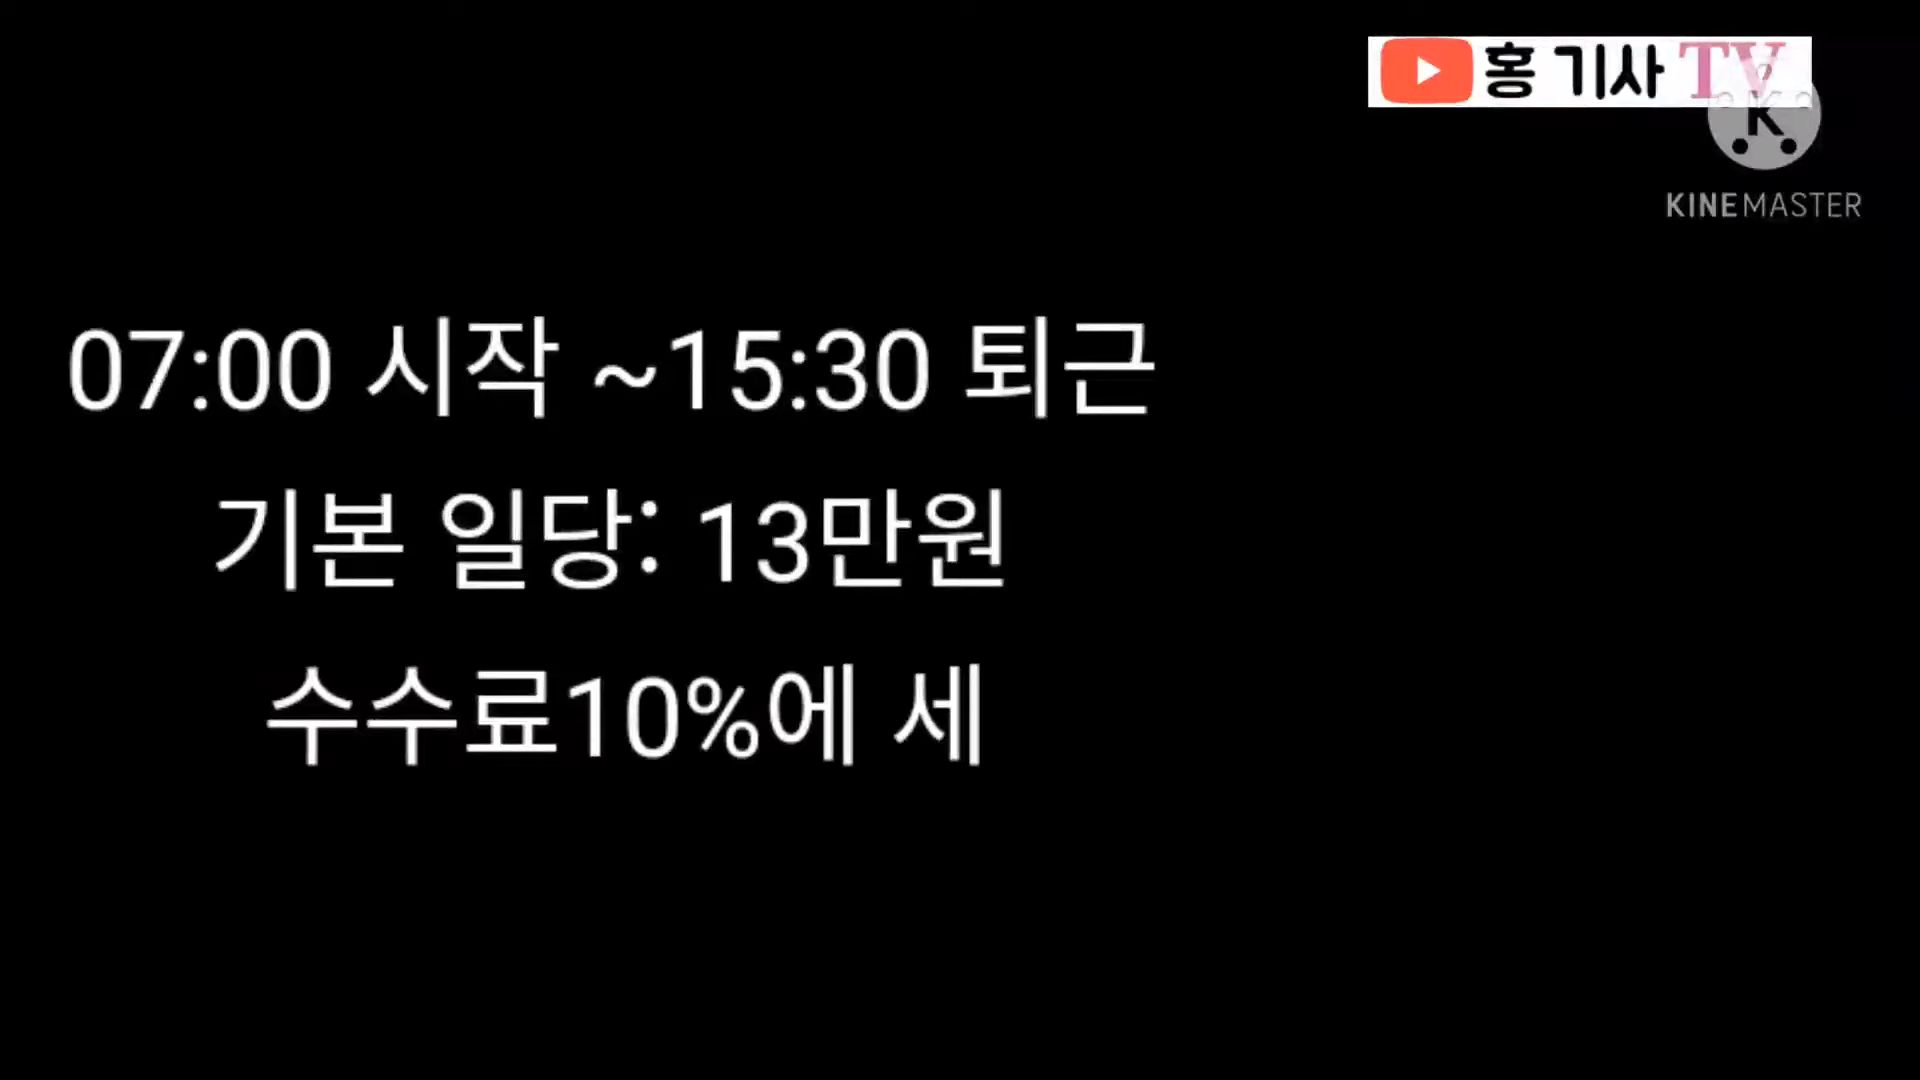 홍 기사 TV
K
KINEMASTER
07:00 시작 ~15:30 퇴근
기본 일당: 13만원
수수료10%에 세